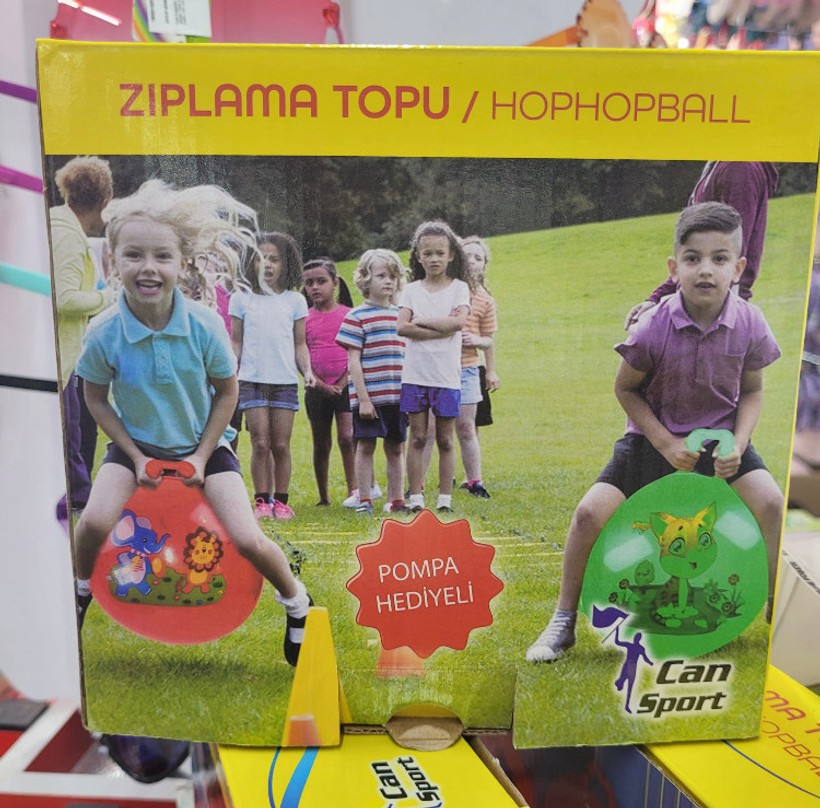 ZIPLAMA TOPU / HOPHOPBALL
POMPA
HEDİYELİ
Can
Sport
Can
Sport